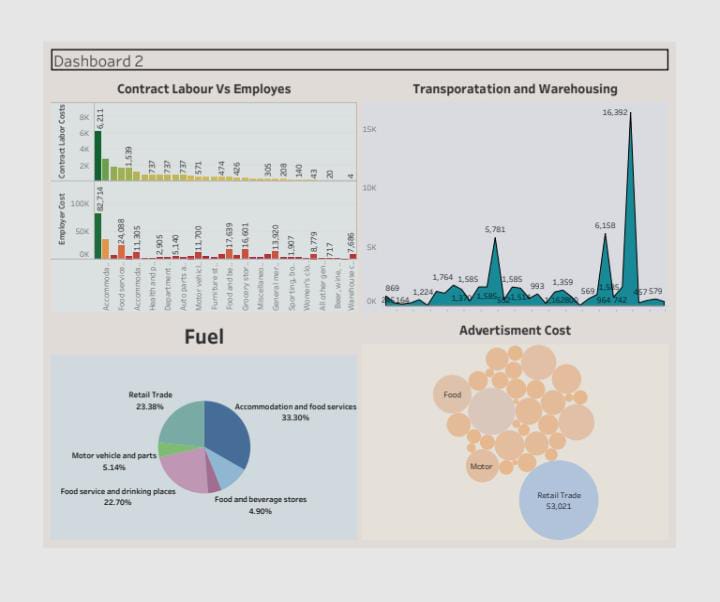 Dashboard 2
Contract Labour Vs Employes
Contract Labor Costs
8K
6K
4K
2K
6,211
1,539
737
737
737
571
474
426
305
208
140
43
20
4
Employer Cost
100K
50K
0K
82,714
24,088
11,305
2,905
5,140
11,700
17,639
16,601
13,920
1,907
8,779
717
7,686
Accommoda..
Food service..
Accommoda..
Health and p..
Department ..
Auto parts a..
Motor vehicl..
Furniture st..
Food and be..
Grocery stor..
Miscellaneo..
General mer..
Sporting, ho..
Women's clo..
All other gen..
Beer, wine, ..
Warehouse c..
Transporatation and Warehousing
15K
10K
5K
0K
869
164
1,224
1,764
1,370
1,585
1,585
5,781
1,585
1,514
993
1,359
569
6,158
964
742
1,585
16,392
457
579
Fuel
Retail Trade
23.38%
Accommodation and food services
33.30%
Motor vehicle and parts
5.14%
Food service and drinking places
22.70%
Food and beverage stores
4.90%
Advertisment Cost
Food
Motor
Retail Trade
53,021